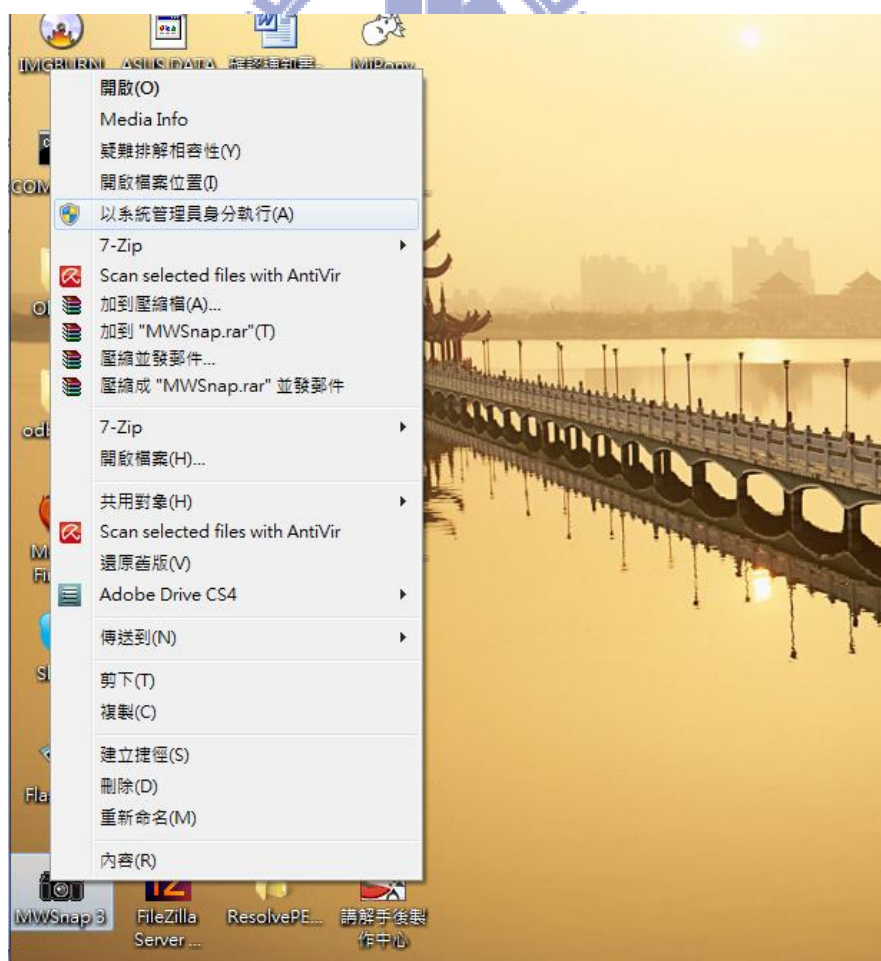 IMGBURN
ASUS DATA
確認通知書-
MiPony
開啟(O)
Media Info
疑難排解相容性(Y)
開啟檔案位置(I)
以系統管理員身分執行(A)
7-Zip
Scan selected files with AntiVir
加到壓縮檔(A)...
加到 "MWSnap.rar"(T)
壓縮並發郵件...
壓縮成 "MWSnap.rar" 並發郵件
7-Zip
開啟檔案(H)...
共用對象(H)
Scan selected files with AntiVir
還原舊版(V)
Adobe Drive CS4
傳送到(N)
剪下(T)
複製(C)
建立捷徑(S)
刪除(D)
重新命名(M)
內容(R)
MWSnap 3
FileZilla
Server ...
ResolvePE...
講解手後製
作中心